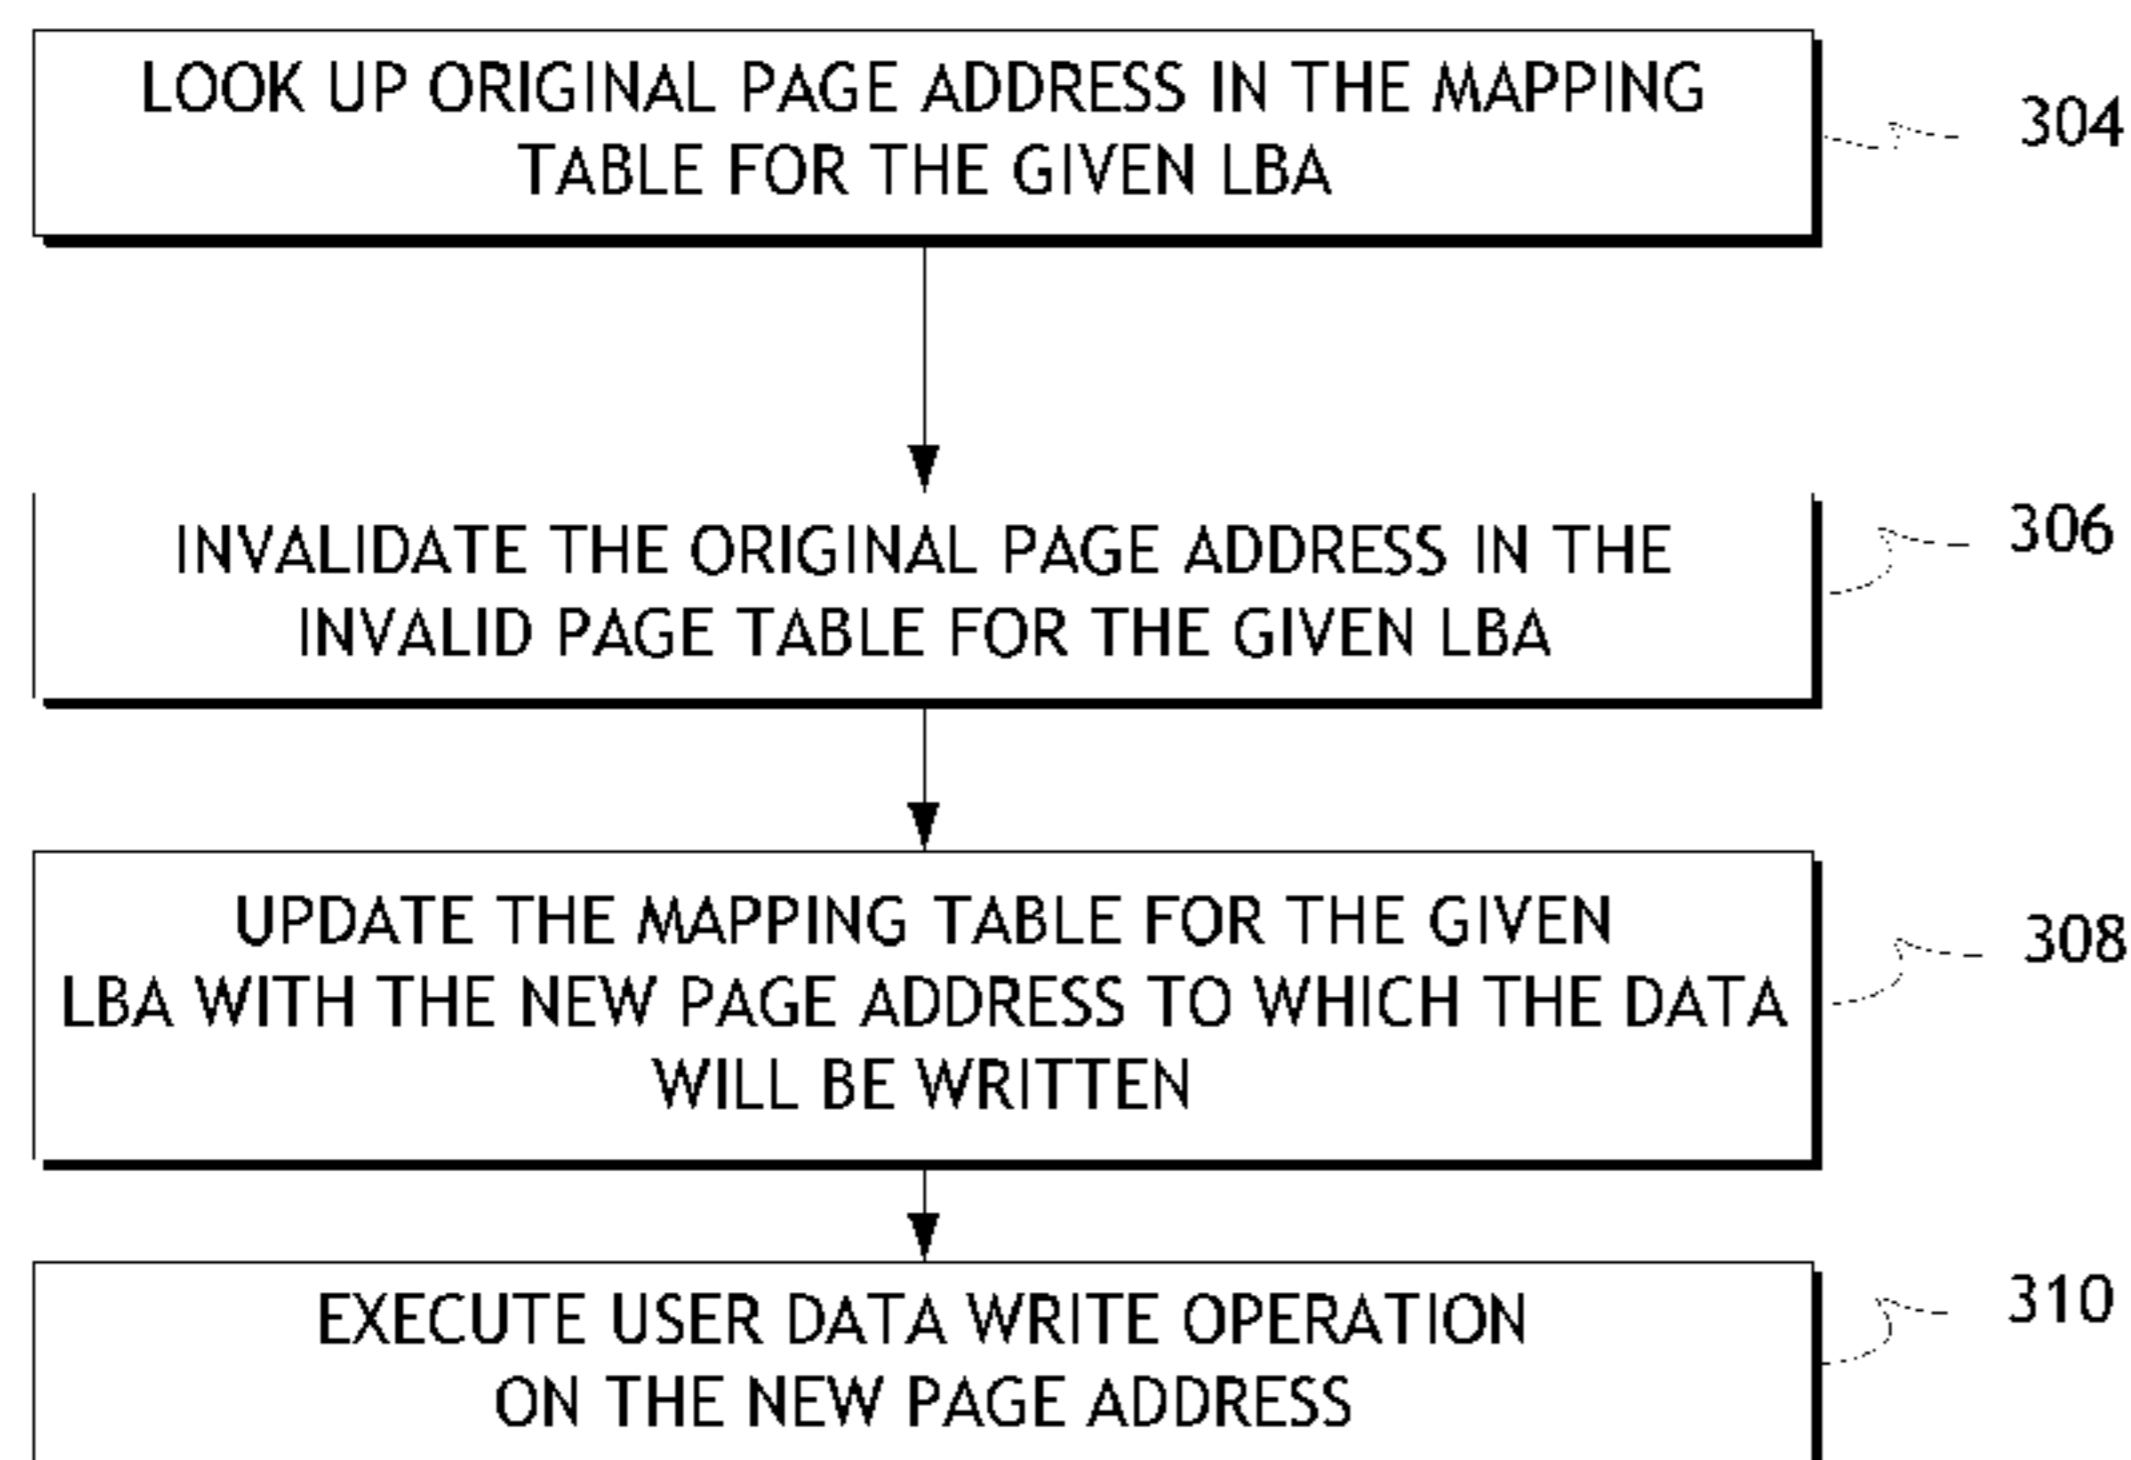 LOOK UP ORIGINAL PAGE ADDRESS IN THE MAPPING
TABLE FOR THE GIVEN LBA
304
INVALIDATE THE ORIGINAL PAGE ADDRESS IN THE
INVALID PAGE TABLE FOR THE GIVEN LBA
306
UPDATE THE MAPPING TABLE FOR THE GIVEN
LBA WITH THE NEW PAGE ADDRESS TO WHICH THE DATA
WILL BE WRITTEN
308
EXECUTE USER DATA WRITE OPERATION
ON THE NEW PAGE ADDRESS
310